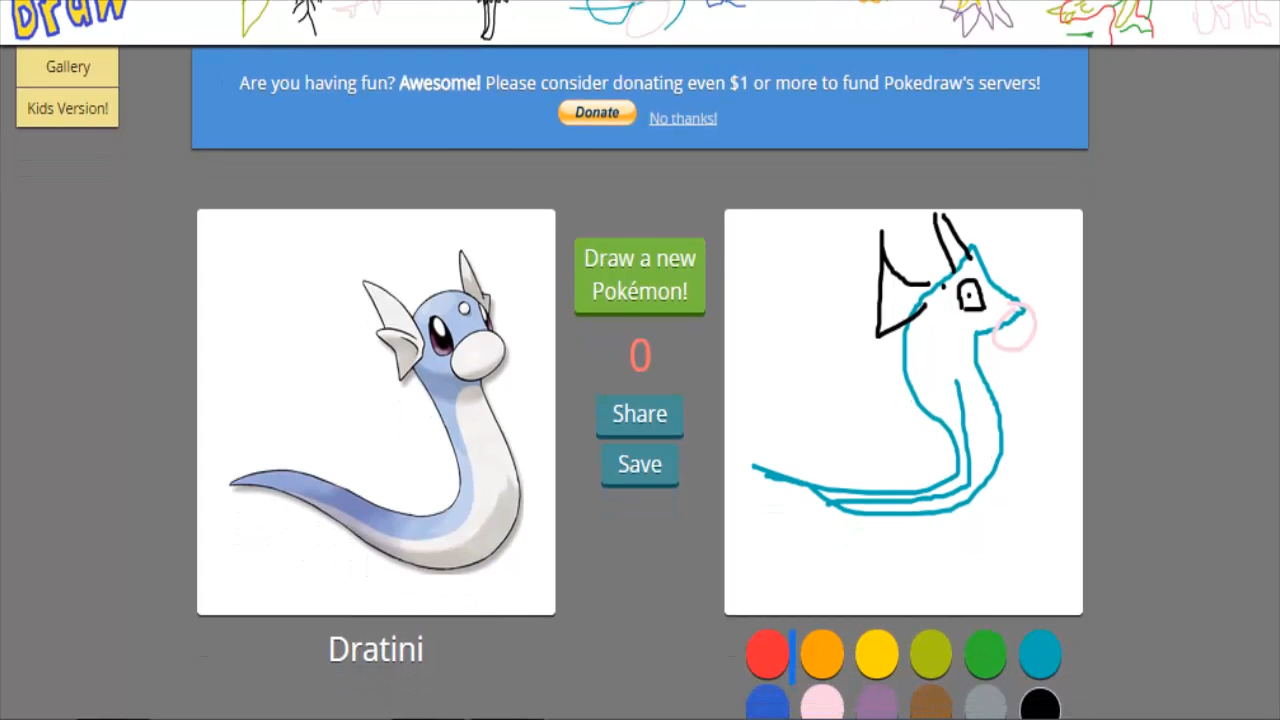 Draw
Gallery
Kids Version!
Are you having fun? Awesome! Please consider donating even $1 or more to fund Pokedraw's servers!
Donate No thanks!
Draw a new
Pokémon!
0
Share
Save
Dratini